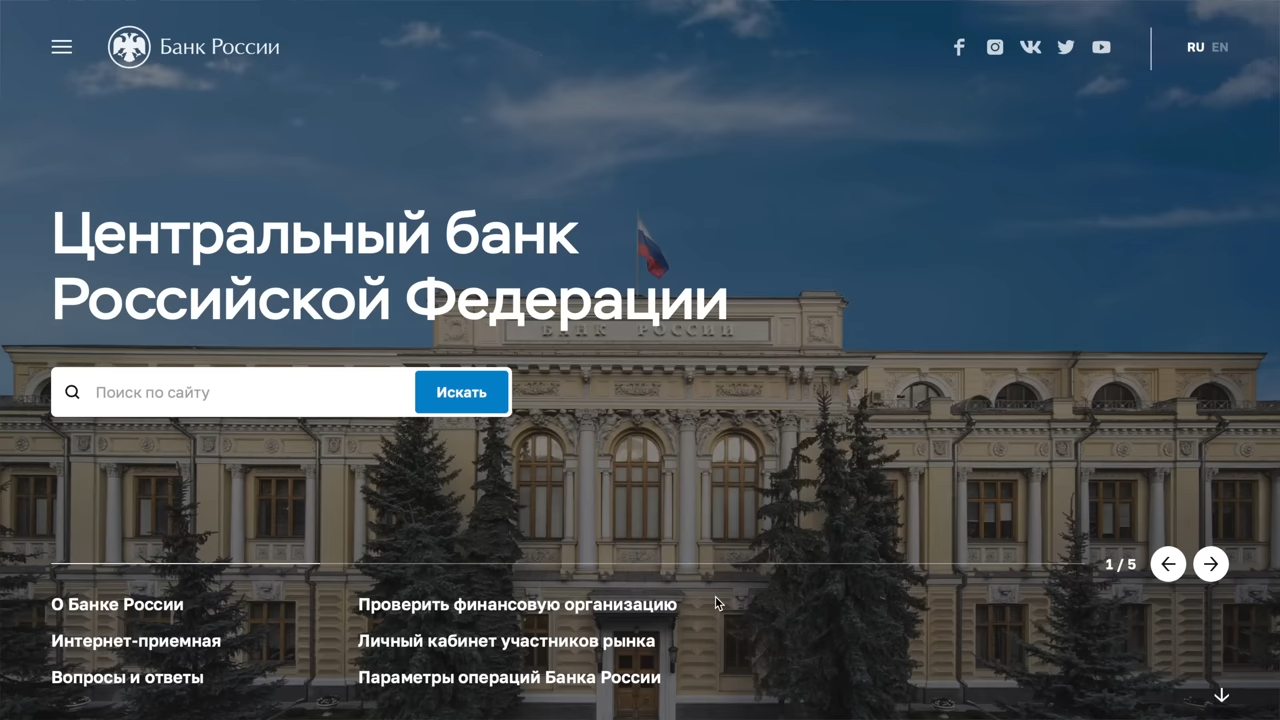 Банк России
RU EN
Центральный банк
Российской Федерации
БАНК РОССИИ
Поиск по сайту
Искать
1 / 5
О Банке России
Проверить финансовую организацию
Интернет-приемная
Личный кабинет участников рынка
Вопросы и ответы
Параметры операций Банка России